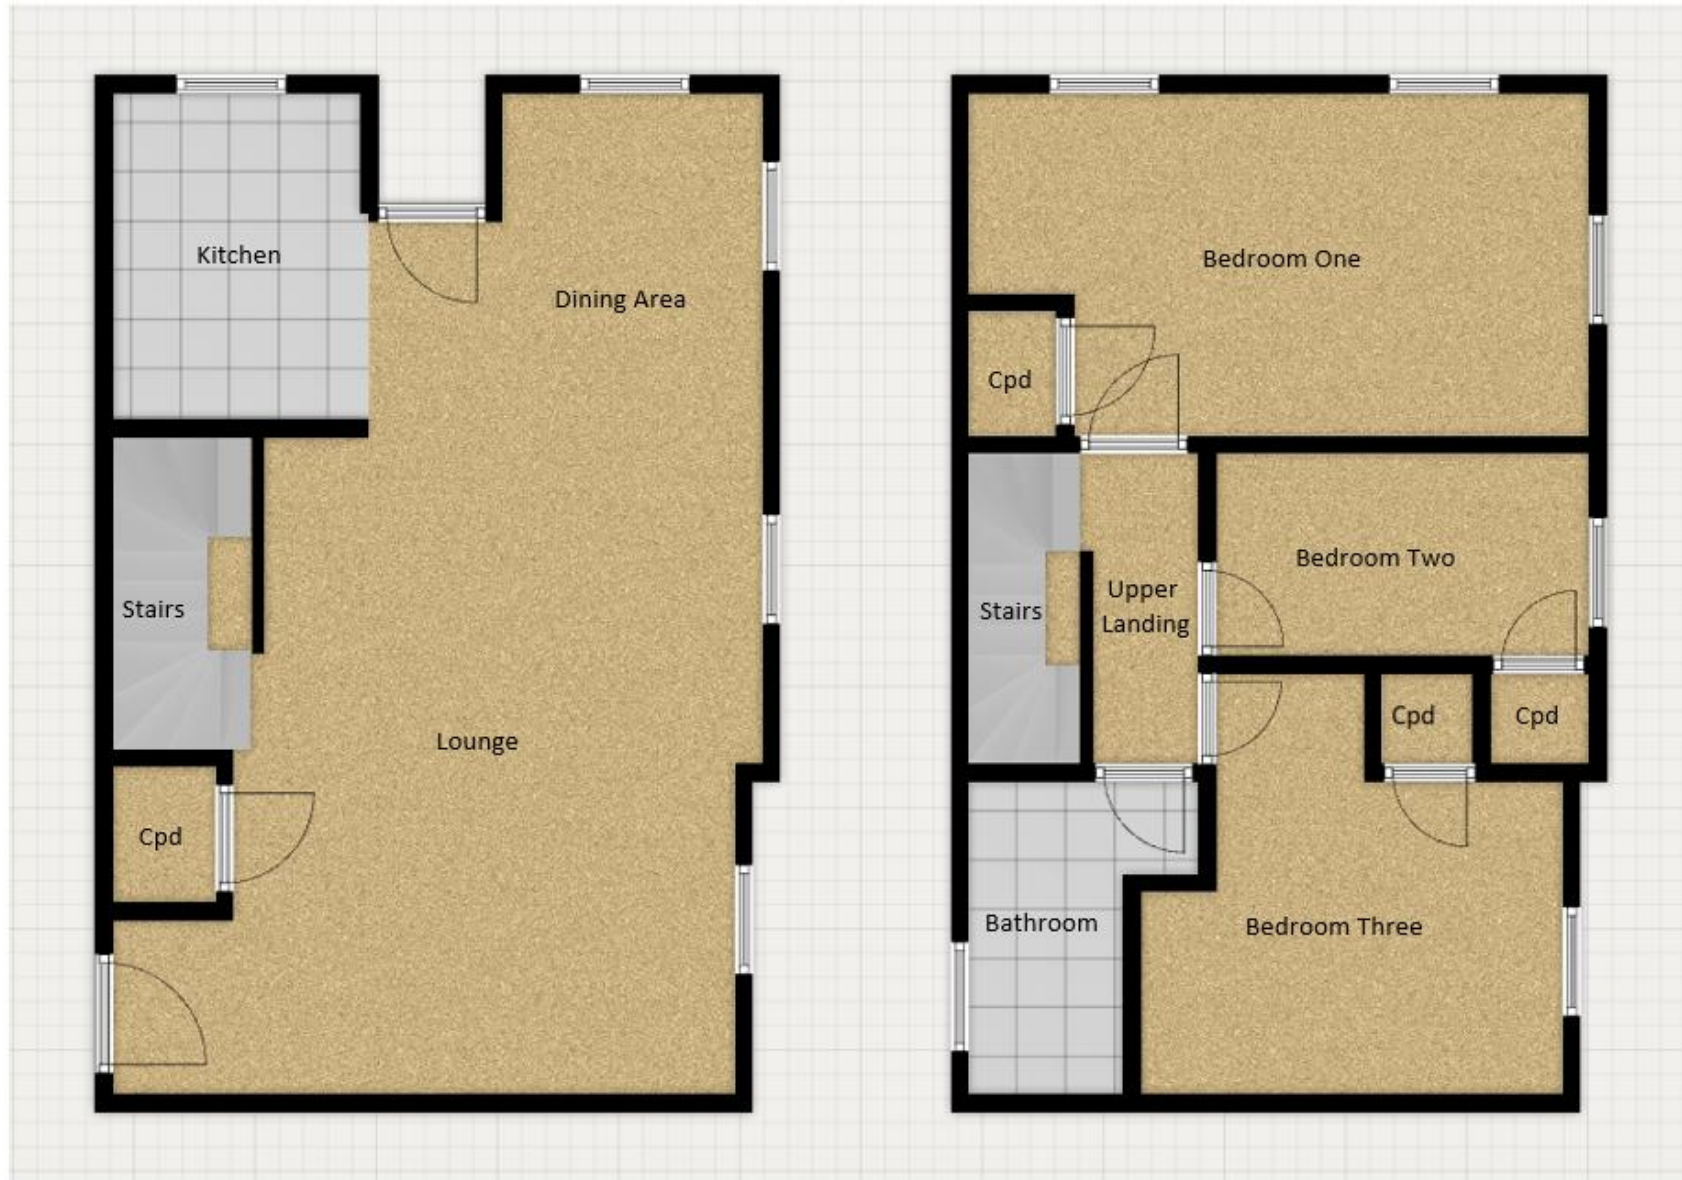 Kitchen
Dining Area
Stairs
Lounge
Cpd
Bedroom One
Cpd
Bedroom Two
Stairs
Upper
Landing
Cpd
Cpd
Bathroom
Bedroom Three